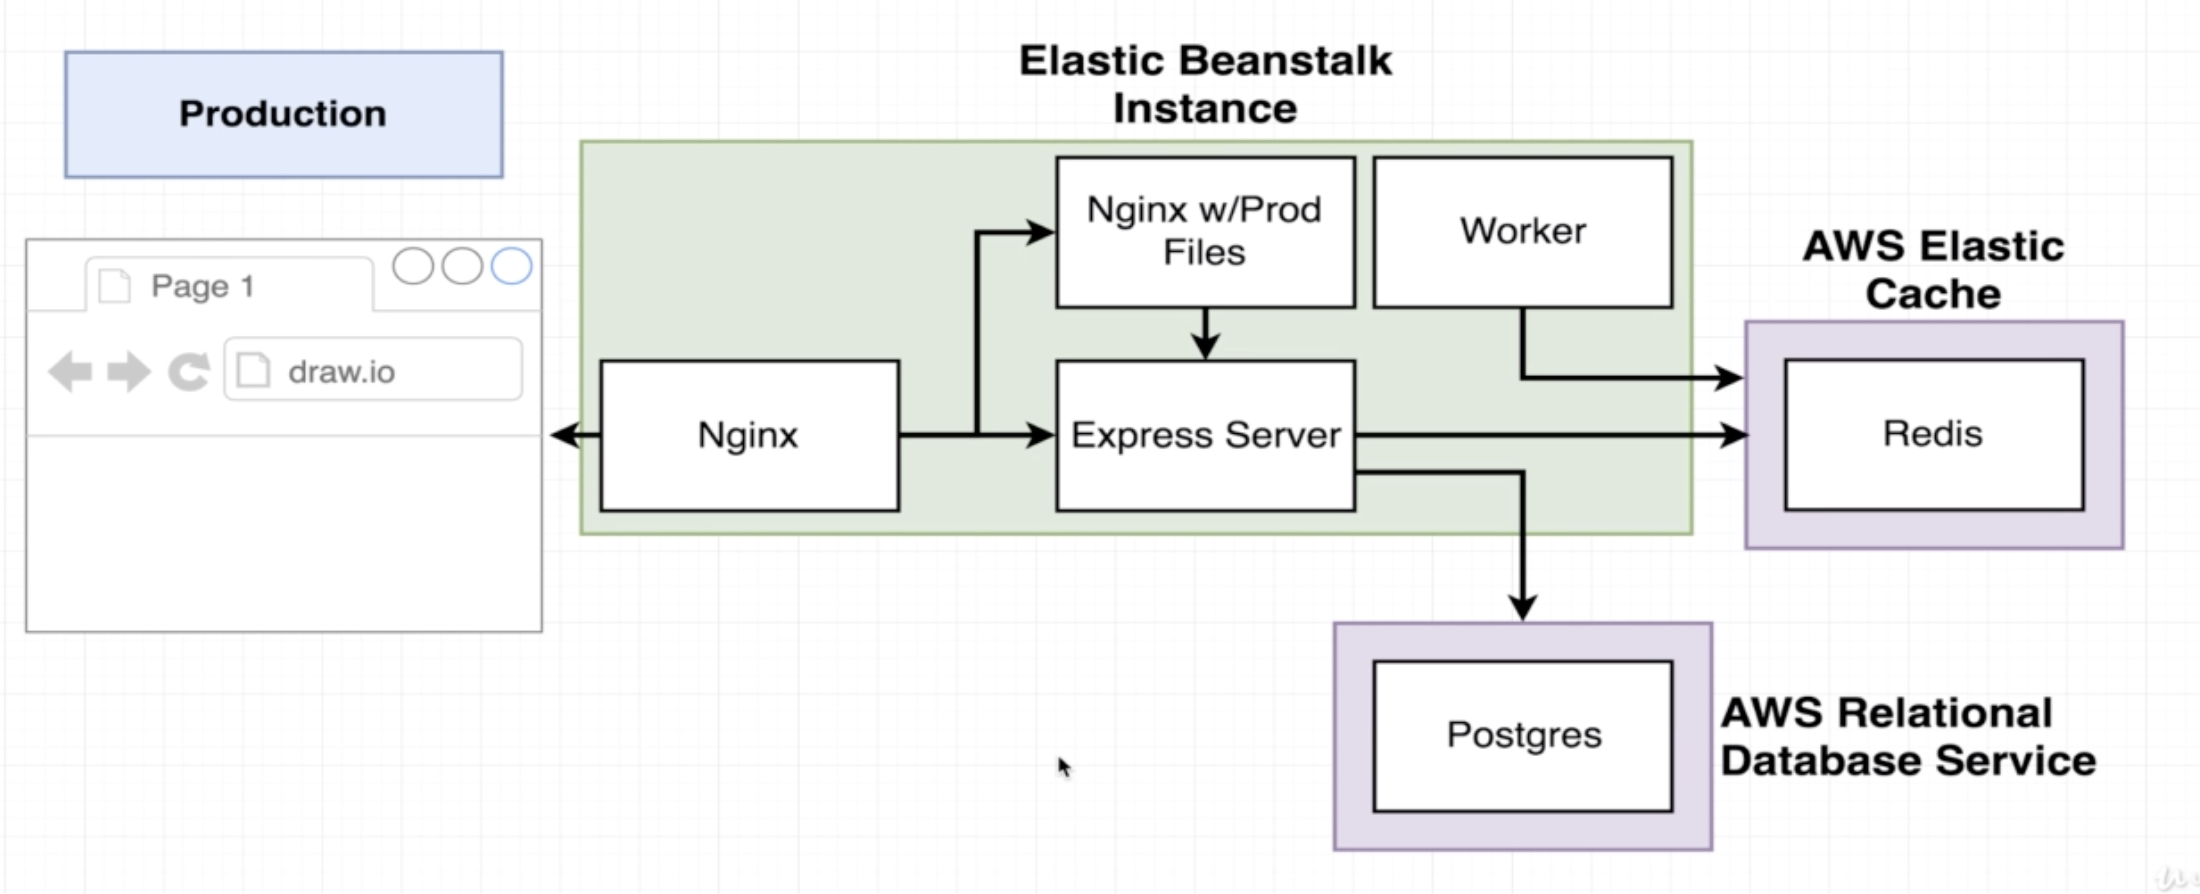 Production
Elastic Beanstalk
Instance
Page 1
draw.io
Nginx
Nginx w/Prod
Files
Worker
Express Server
AWS Elastic
Cache
Redis
Postgres
AWS Relational
Database Service